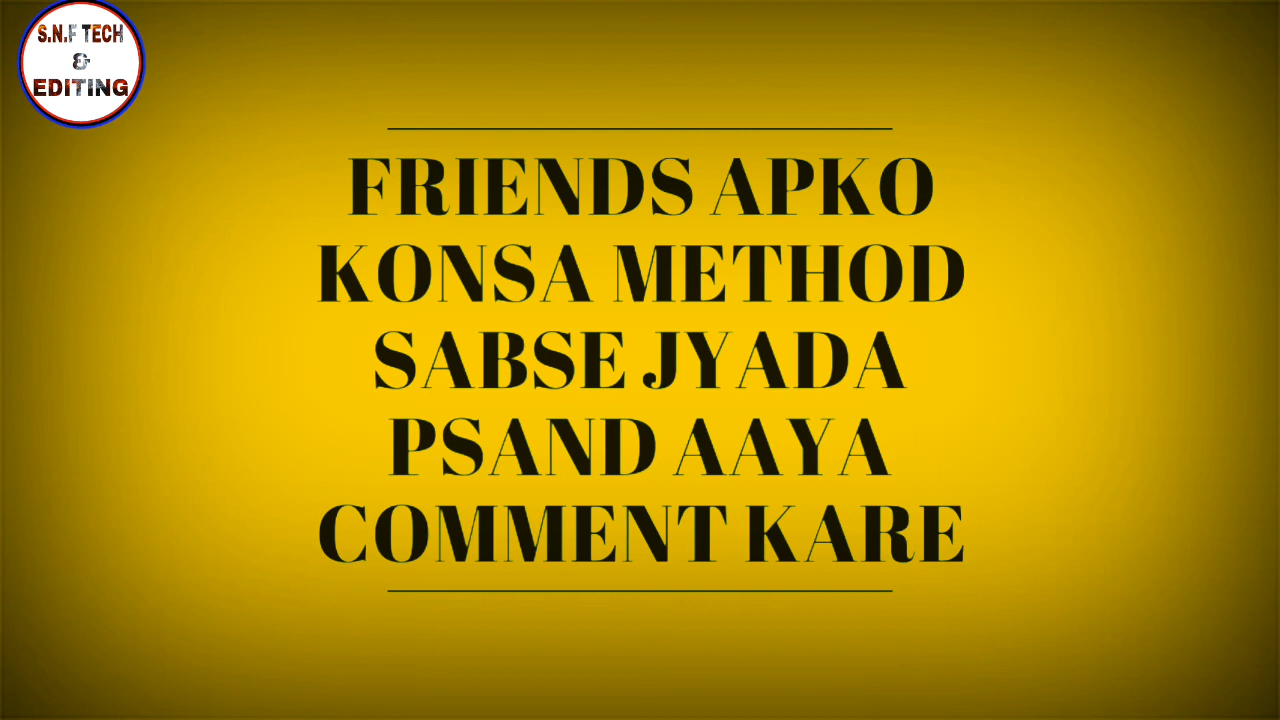 S.N.F TECH
&
EDITING
FRIENDS APKO
KONSA METHOD
SABSE JYADA
PSAND AAYA
COMMENT KARE